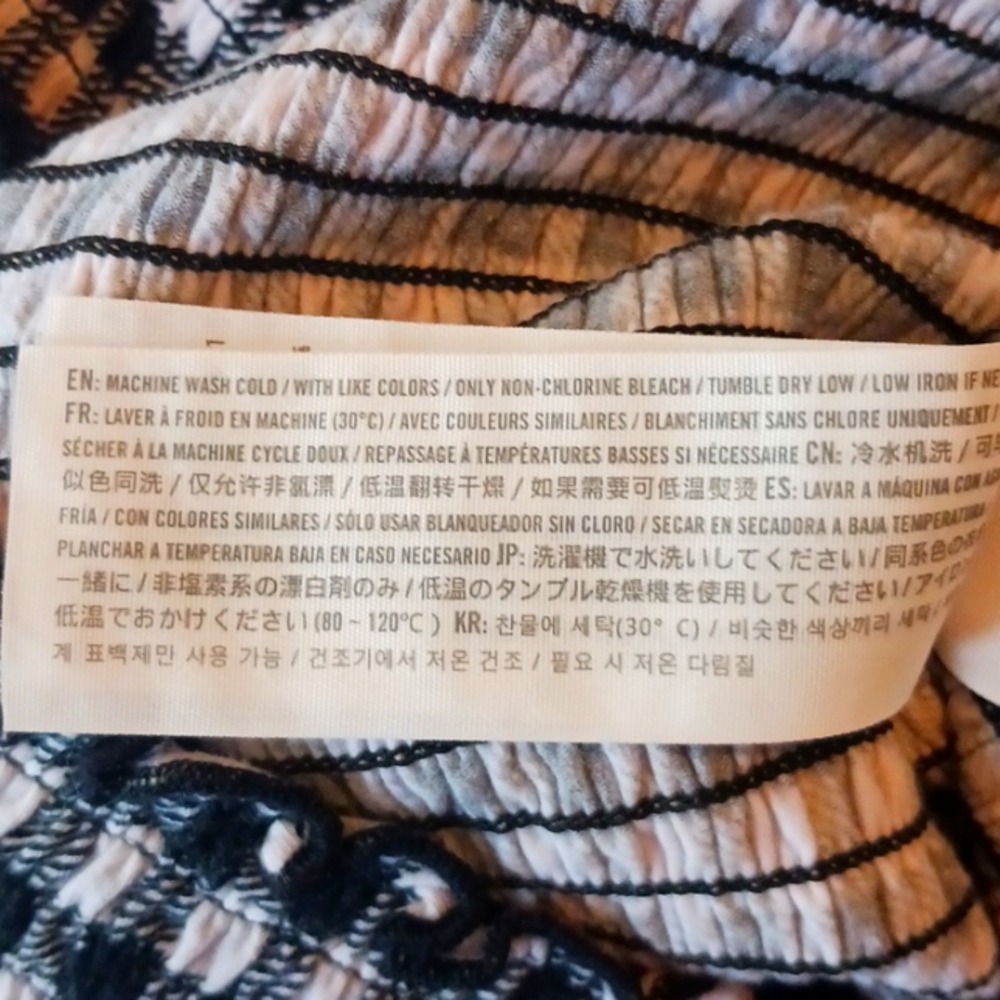 EN: MACHINE WASH COLD / WITH LIKE COLORS / ONLY NON-CHLORINE BLEACH / TUMBLE DRY LOW / LOW IRON IF
FR: LAVER À FROID EN MACHINE (30°C) / AVEC COULEURS SIMILAIRES / BLANCHIMENT SANS CHLORE UNIQUEMENT /
SÉCHER À LA MACHINE CYCLE DOUX / REPASSAGE À TEMPÉRATURES BASSES SI NÉCESSAIRE CN: 冷水机洗 / 可
似色同洗 / 仅允许非氯漂 / 低温翻转干燥 / 如果需要可低温熨烫 ES: LAVAR A MÁQUINA CON
FRÍA / CON COLORES SIMILARES / SÓLO USAR BLANQUEADOR SIN CLORO / SECAR EN SECADORA A BAJA TEMPERATURA
PLANCHAR A TEMPERATURA BAJA EN CASO NECESARIO JP: 洗濯機で水洗いしてください/ 同系色の
一緒に / 非塩素系の漂白剤のみ / 低温のタンブル乾燥機を使用してください/
低温でおかけください (80 ~ 120℃ ) KR: 찬물에 세탁(30° C) / 비슷한 색상끼리 세탁
계 표백제만 사용 가능 / 건조기에서 저온 건조 / 필요 시 저온 다림질